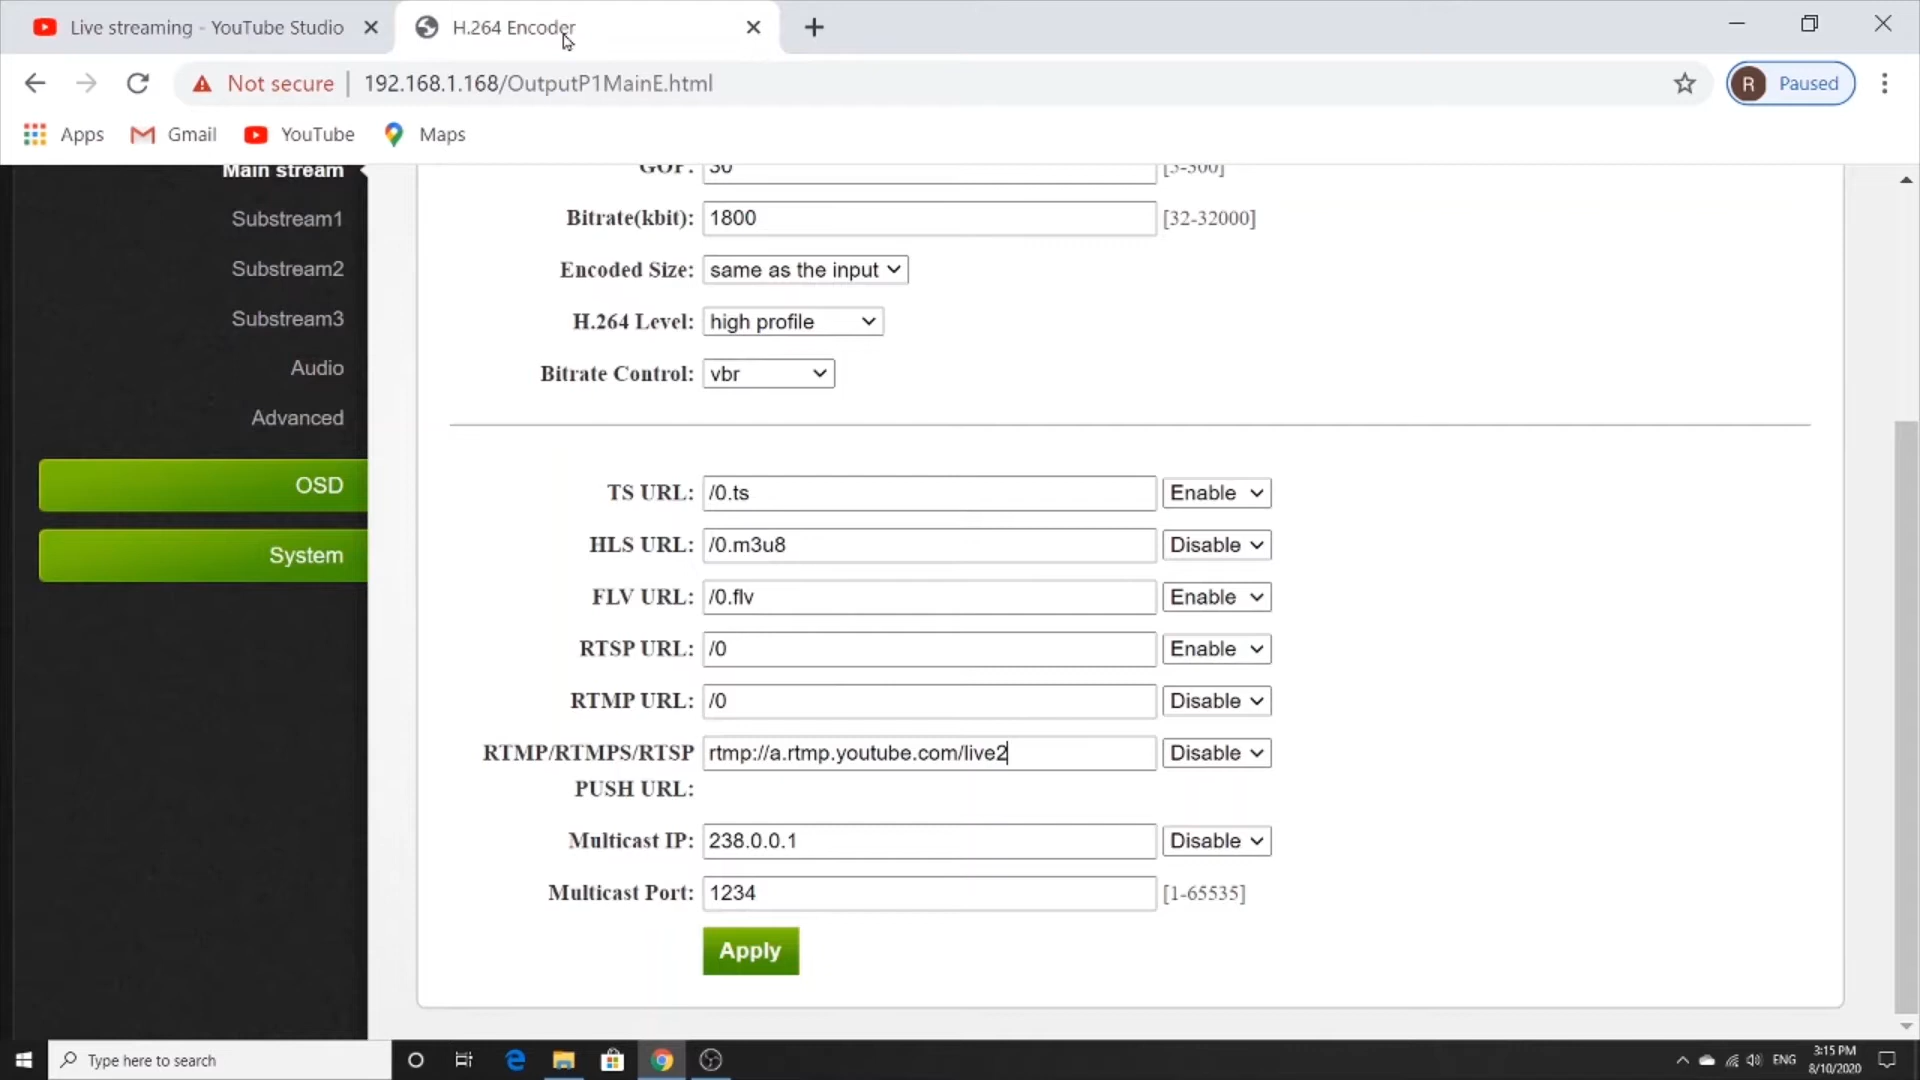 Live streaming - YouTube Studio
H.264 Encoder
Not secure
192.168.1.168/OutputP1MainE.html
R Paused
Apps Gmail YouTube Maps
Main stream
Substream1
Substream2
Substream3
Audio
Advanced
OSD
System
GOP: 30 [5-300]
Bitrate(kbit): 1800 [32-32000]
Encoded Size: same as the input
H.264 Level: high profile
Bitrate Control: vbr
TS URL: /0.ts Enable
HLS URL: /0.m3u8 Disable
FLV URL: /0.flv Enable
RTSP URL: /0 Enable
RTMP URL: /0 Disable
RTMP/RTMPS/RTSP rtmp://a.rtmp.youtube.com/live2 Disable
PUSH URL:
Multicast IP: 238.0.0.1 Disable
Multicast Port: 1234 [1-65535]
Apply
Type here to search
ENG
3:15 PM
8/10/2020